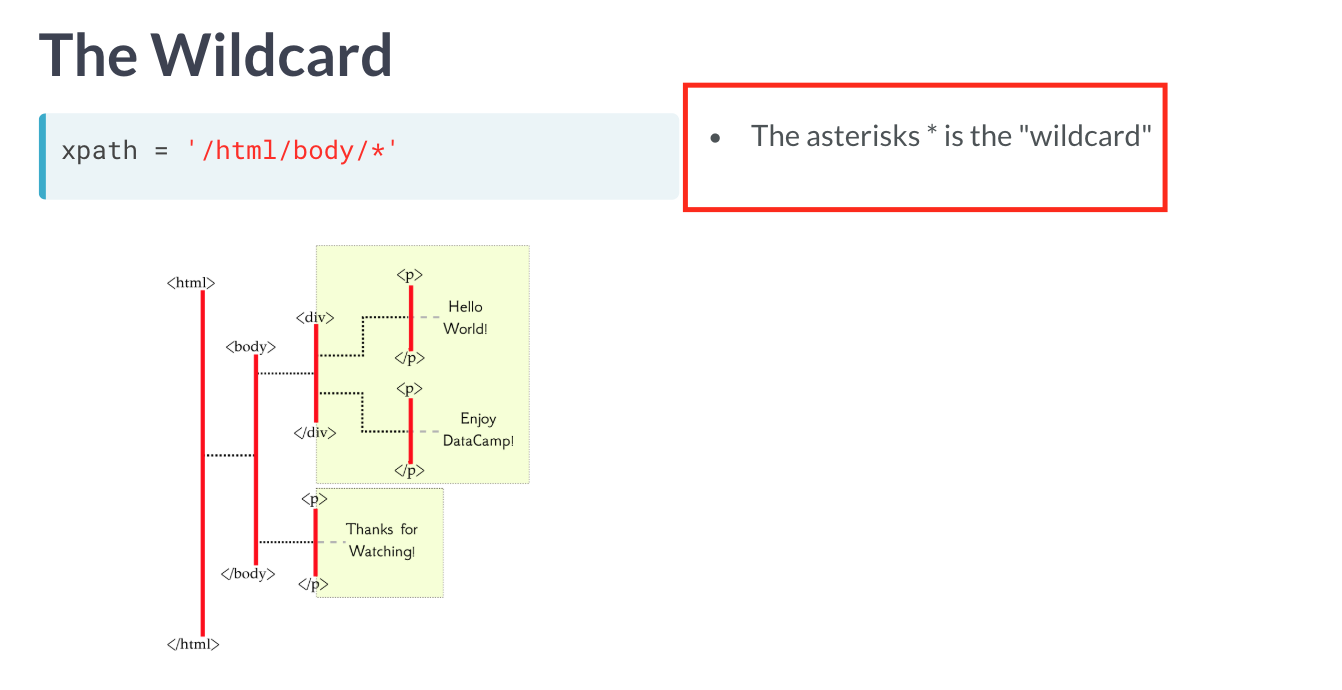 The Wildcard
xpath = '/html/body/*'
• The asterisks * is the "wildcard"
<html>
<body>
<div>
<p>
Hello
World!
</p>
<p>
Enjoy
DataCamp!
</p>
</div>
<p>
Thanks for
Watching!
</p>
</body>
</html>